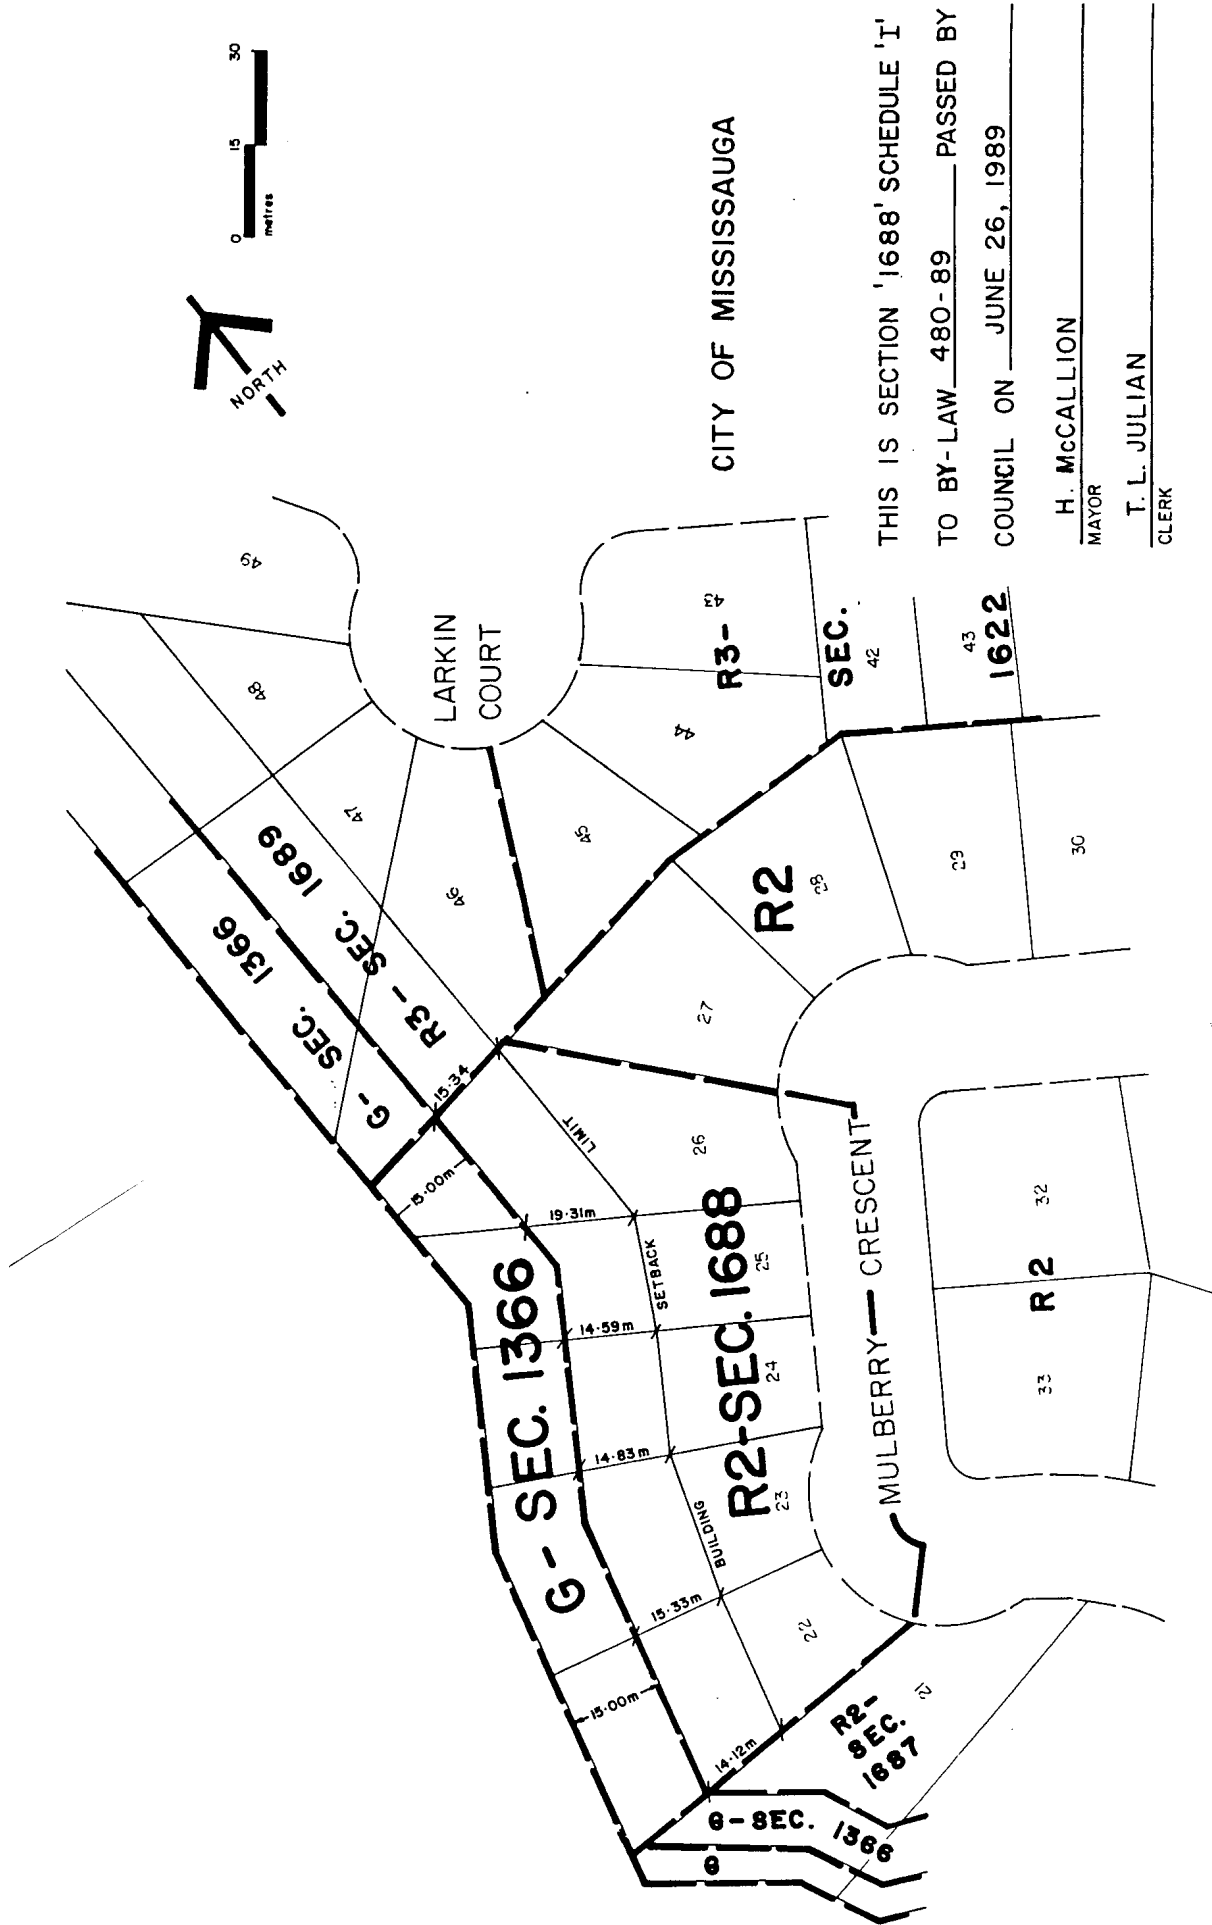 0 15 30
metres
NORTH
49
48
47
46
45
44
43
LARKIN
COURT
R3-
SEC.
1622
42
43
G- SEC. 1366
R3- SEC. 1689
15·34
15·00m
19·31m
14·59m
14·83m
15·33m
15·00m
14·12m
BUILDING SETBACK LIMIT
G- SEC. 1366
R2-SEC. 1688
22
23
24
25
26
27
28
29
30
R2
MULBERRY CRESCENT
R2
32
33
21
R2-
SEC.
1687
G-SEC. 1366
G
CITY OF MISSISSAUGA
THIS IS SECTION '1688' SCHEDULE 'I'
TO BY-LAW 480-89 PASSED BY
COUNCIL ON JUNE 26, 1989
H. McCALLION
MAYOR
T. L. JULIAN
CLERK